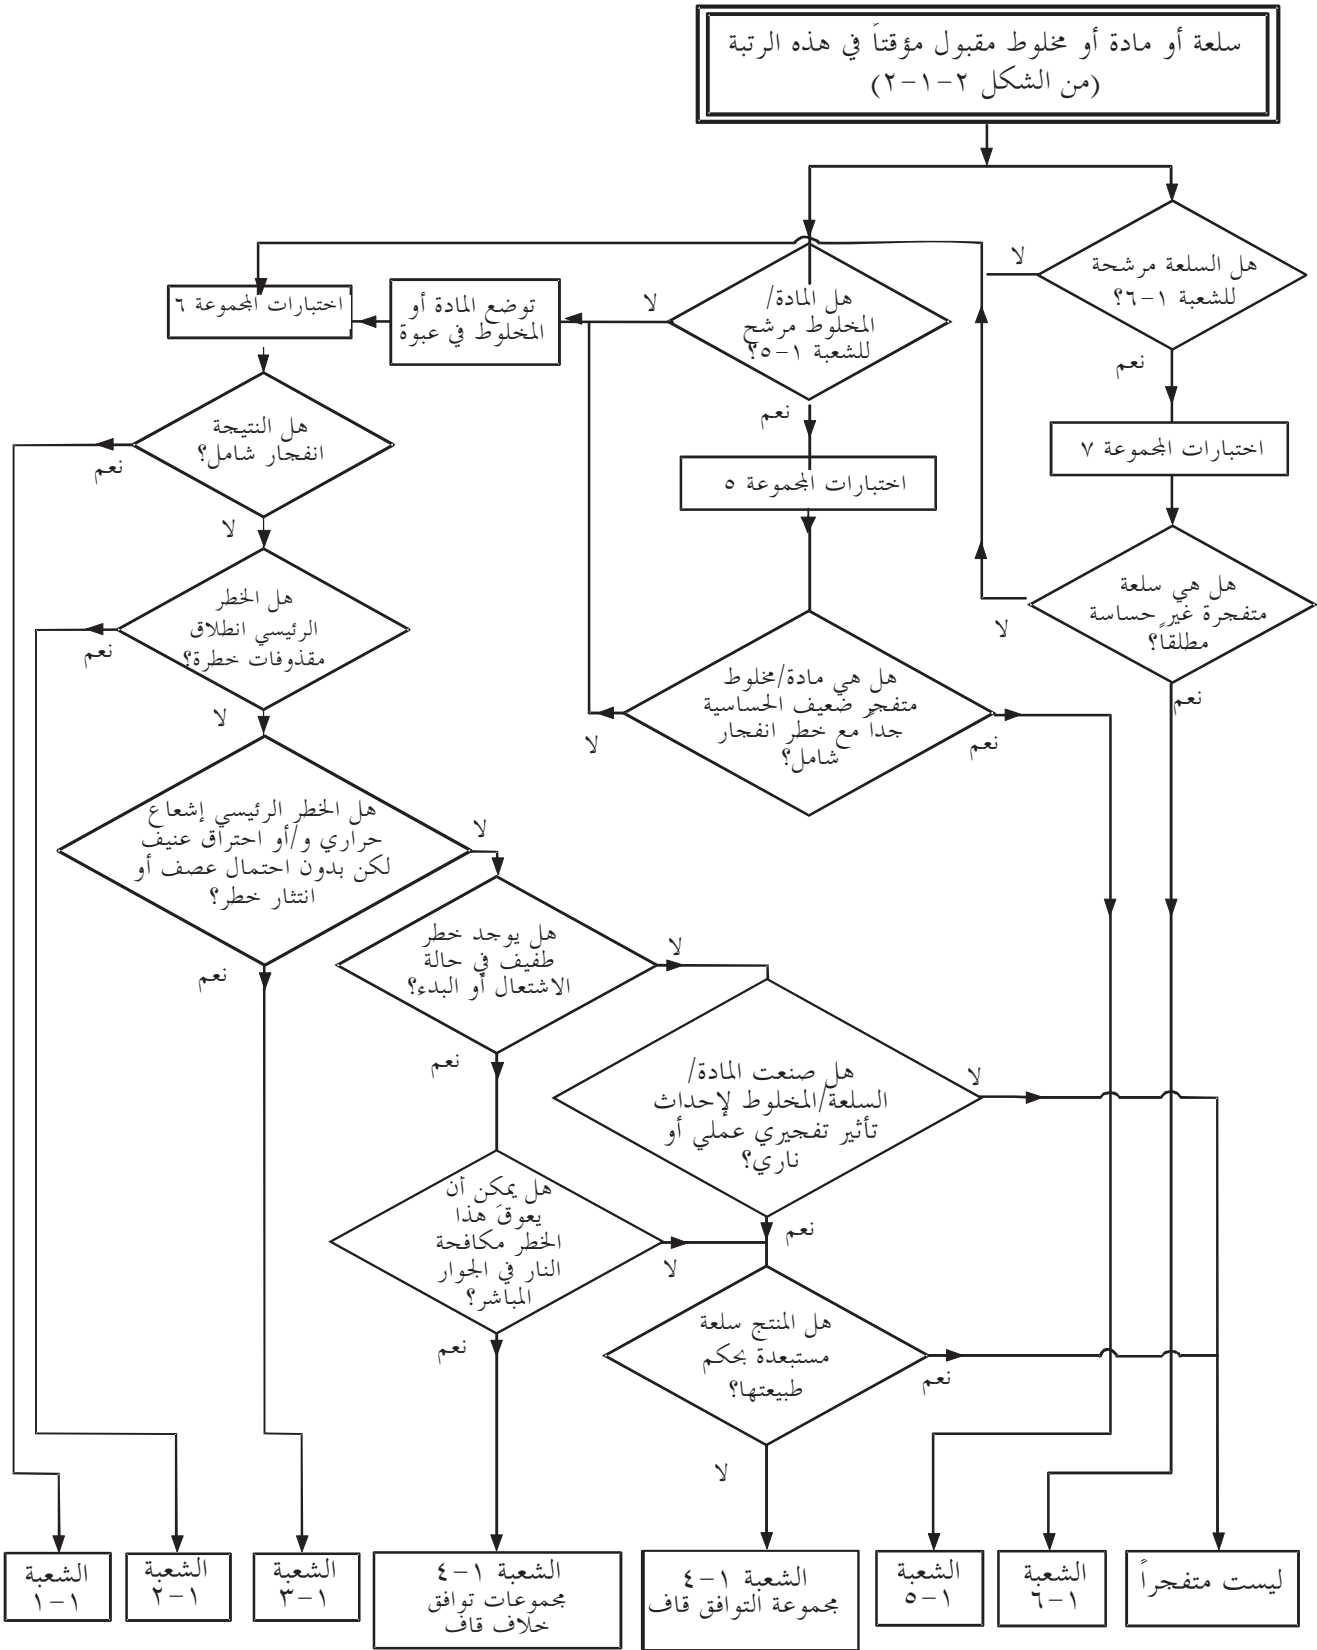 سلعة أو مادة أو مخلوط مقبول مؤقتاً في هذه الرتبة
(من الشكل ٢-١-٢)
هل السلعة مرشحة
للشعبة ١-٦؟
لا
نعم
هل المادة/
المخلوط مرشح
للشعبة ١-٥؟
لا
نعم
توضع المادة أو
المخلوط في عبوة
اختبارات المجموعة ٦
اختبارات المجموعة ٧
اختبارات المجموعة ٥
هل النتيجة
انفجار شامل؟
نعم
لا
هل هي سلعة
متفجرة غير حساسة
مطلقاً؟
لا
نعم
هل الخطر
الرئيسي انطلاق
مقذوفات خطرة؟
نعم
لا
هل هي مادة/مخلوط
متفجر ضعيف الحساسية
جداً مع خطر انفجار
شامل؟
لا
نعم
هل الخطر الرئيسي إشعاع
حراري و/أو احتراق عنيف
لكن بدون احتمال عصف أو
انتثار خطر؟
لا
نعم
هل يوجد خطر
طفيف في حالة
الاشتعال أو البدء؟
لا
نعم
هل صنعت المادة/
السلعة/المخلوط لإحداث
تأثير تفجيري عملي أو
ناري؟
لا
نعم
هل يمكن أن
يعوق هذا
الخطر مكافحة
النار في الجوار
المباشر؟
لا
نعم
هل المنتج سلعة
مستبعدة بحكم
طبيعتها؟
نعم
لا
ليست متفجراً
الشعبة
١-٦
الشعبة
١-٥
الشعبة ١-٤
مجموعة التوافق قاف
الشعبة ١-٤
مجموعات توافق
خلاف قاف
الشعبة
١-٣
الشعبة
١-٢
الشعبة
١-١